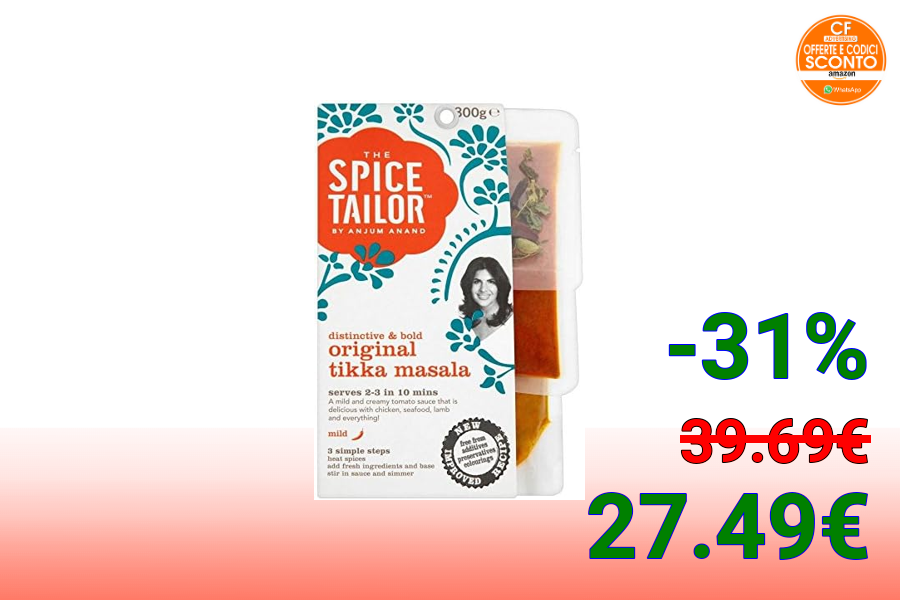 CF
ADVERTISING
OFFERTE E CODICI
SCONTO
amazon
WhatsApp
300g℮
THE
SPICE
TAILOR™
BY ANJUM ANAND
distinctive & bold
original
tikka masala
serves 2-3 in 10 mins
A mild and creamy tomato sauce that is
delicious with chicken, seafood, lamb
and everything!
mild
3 simple steps
heat spices
add fresh ingredients and base
stir in sauce and simmer
NEW
IMPROVED
RECIPE
free from
additives
preservatives
colourings
-31%
39.69€
27.49€